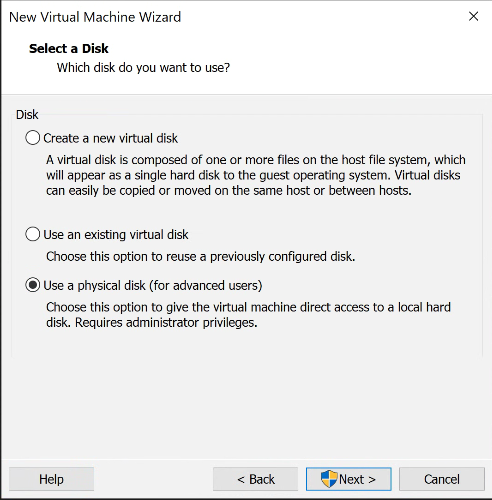 New Virtual Machine Wizard
Select a Disk
Which disk do you want to use?
Disk
Create a new virtual disk
A virtual disk is composed of one or more files on the host file system, which
will appear as a single hard disk to the guest operating system. Virtual disks
can easily be copied or moved on the same host or between hosts.
Use an existing virtual disk
Choose this option to reuse a previously configured disk.
Use a physical disk (for advanced users)
Choose this option to give the virtual machine direct access to a local hard
disk. Requires administrator privileges.
Help
< Back
Next >
Cancel